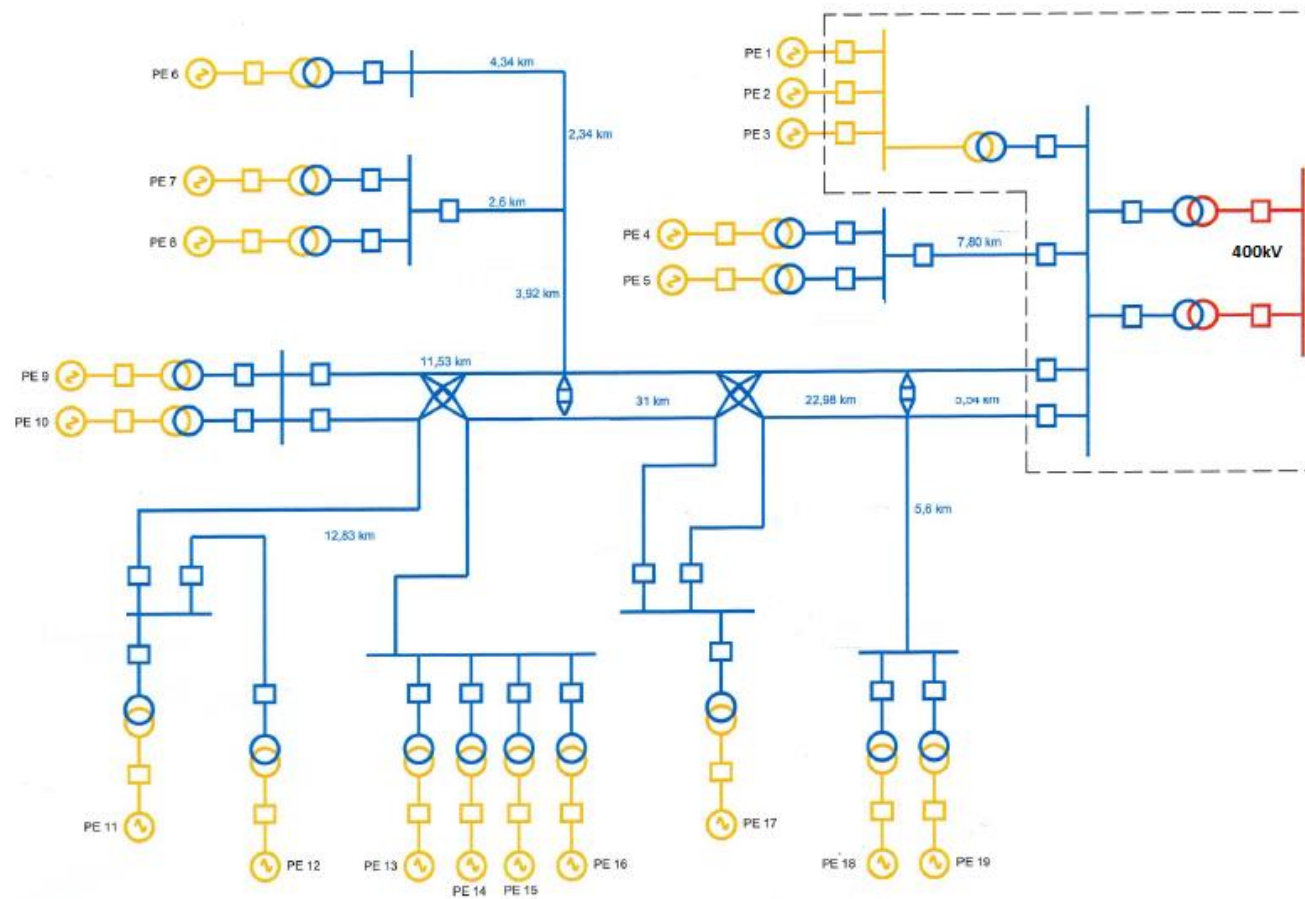 PE 1
4,34 km
PE 6
PE 2
PE 3
2,34 km
PE 7
2,6 km
PE 4
7,80 km
400kV
PE 8
PE 5
3,92 km
11,53 km
PE 9
31 km
22,98 km
PE 10
5,6 km
12,83 km
PE 11
PE 17
PE 12
PE 13
PE 16
PE 18
PE 19
PE 14
PE 15